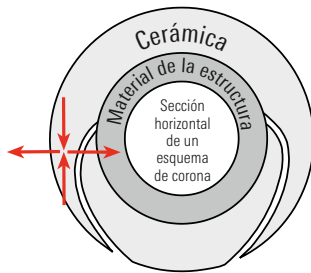 Cerámica
Material de la estructura
Sección
horizontal
de un
esquema
de corona